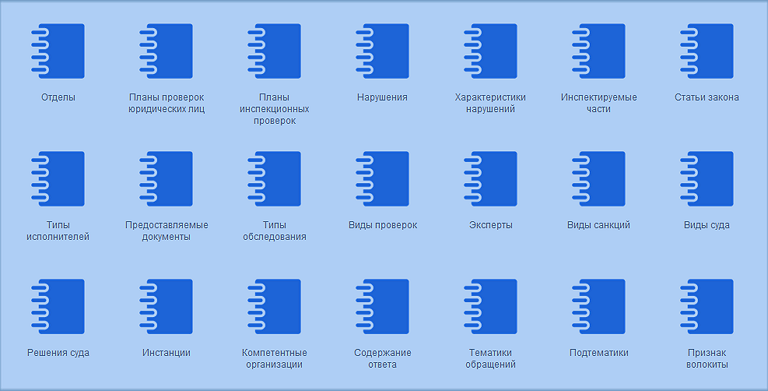 Отделы
Планы проверок
юридических лиц
Планы
инспекционных
проверок
Нарушения
Характеристики
нарушений
Инспектируемые
части
Статьи закона
Типы
исполнителей
Предоставляемые
документы
Типы
обследования
Виды проверок
Эксперты
Виды санкций
Виды суда
Решения суда
Инстанции
Компетентные
организации
Содержание
ответа
Тематики
обращений
Подтематики
Признак
волокиты